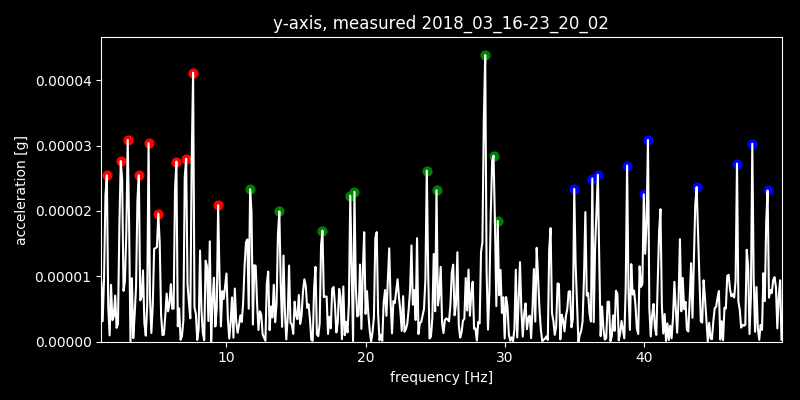 y-axis, measured 2018_03_16-23_20_02
acceleration [g]
0.00004
0.00003
0.00002
0.00001
0.00000
10 20 30 40
frequency [Hz]